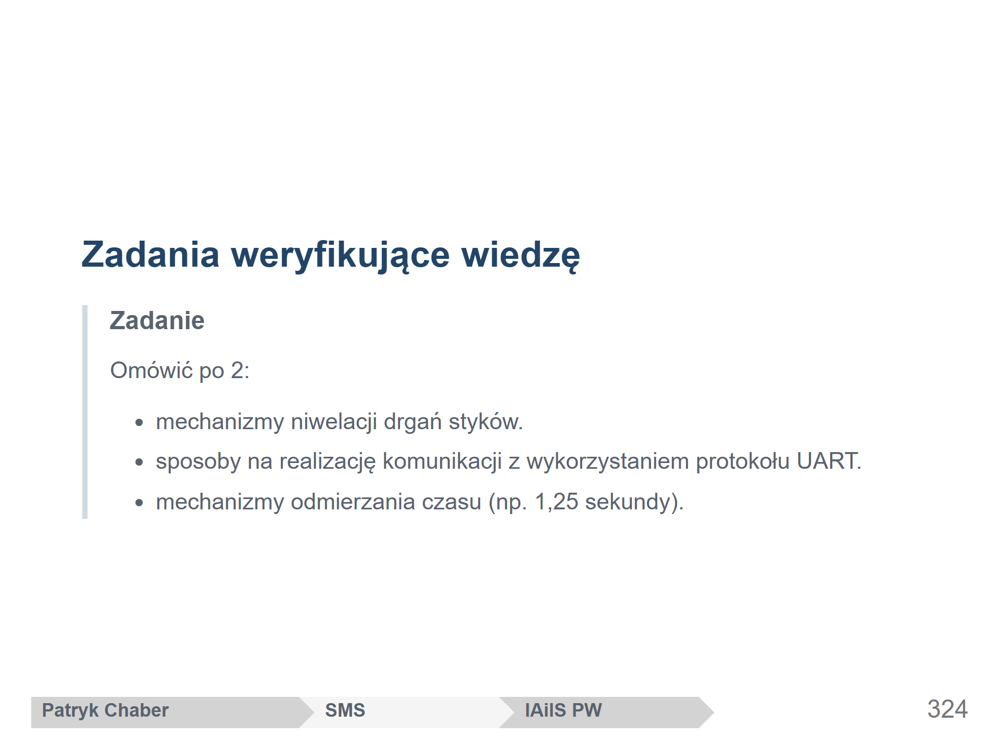 Zadania weryfikujące wiedzę
Zadanie
Omówić po 2:
mechanizmy niwelacji drgań styków.
sposoby na realizację komunikacji z wykorzystaniem protokołu UART.
mechanizmy odmierzania czasu (np. 1,25 sekundy).
Patryk Chaber
SMS
IAiIS PW
324